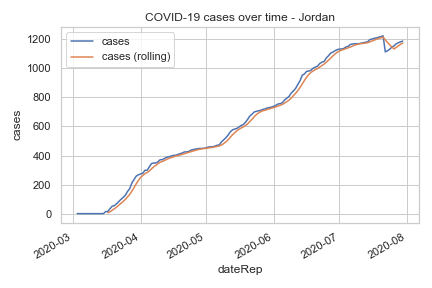 COVID-19 cases over time - Jordan
cases
cases (rolling)
1200
1000
800
600
400
200
0
cases
2020-03
2020-04
2020-05
2020-06
2020-07
2020-08
dateRep